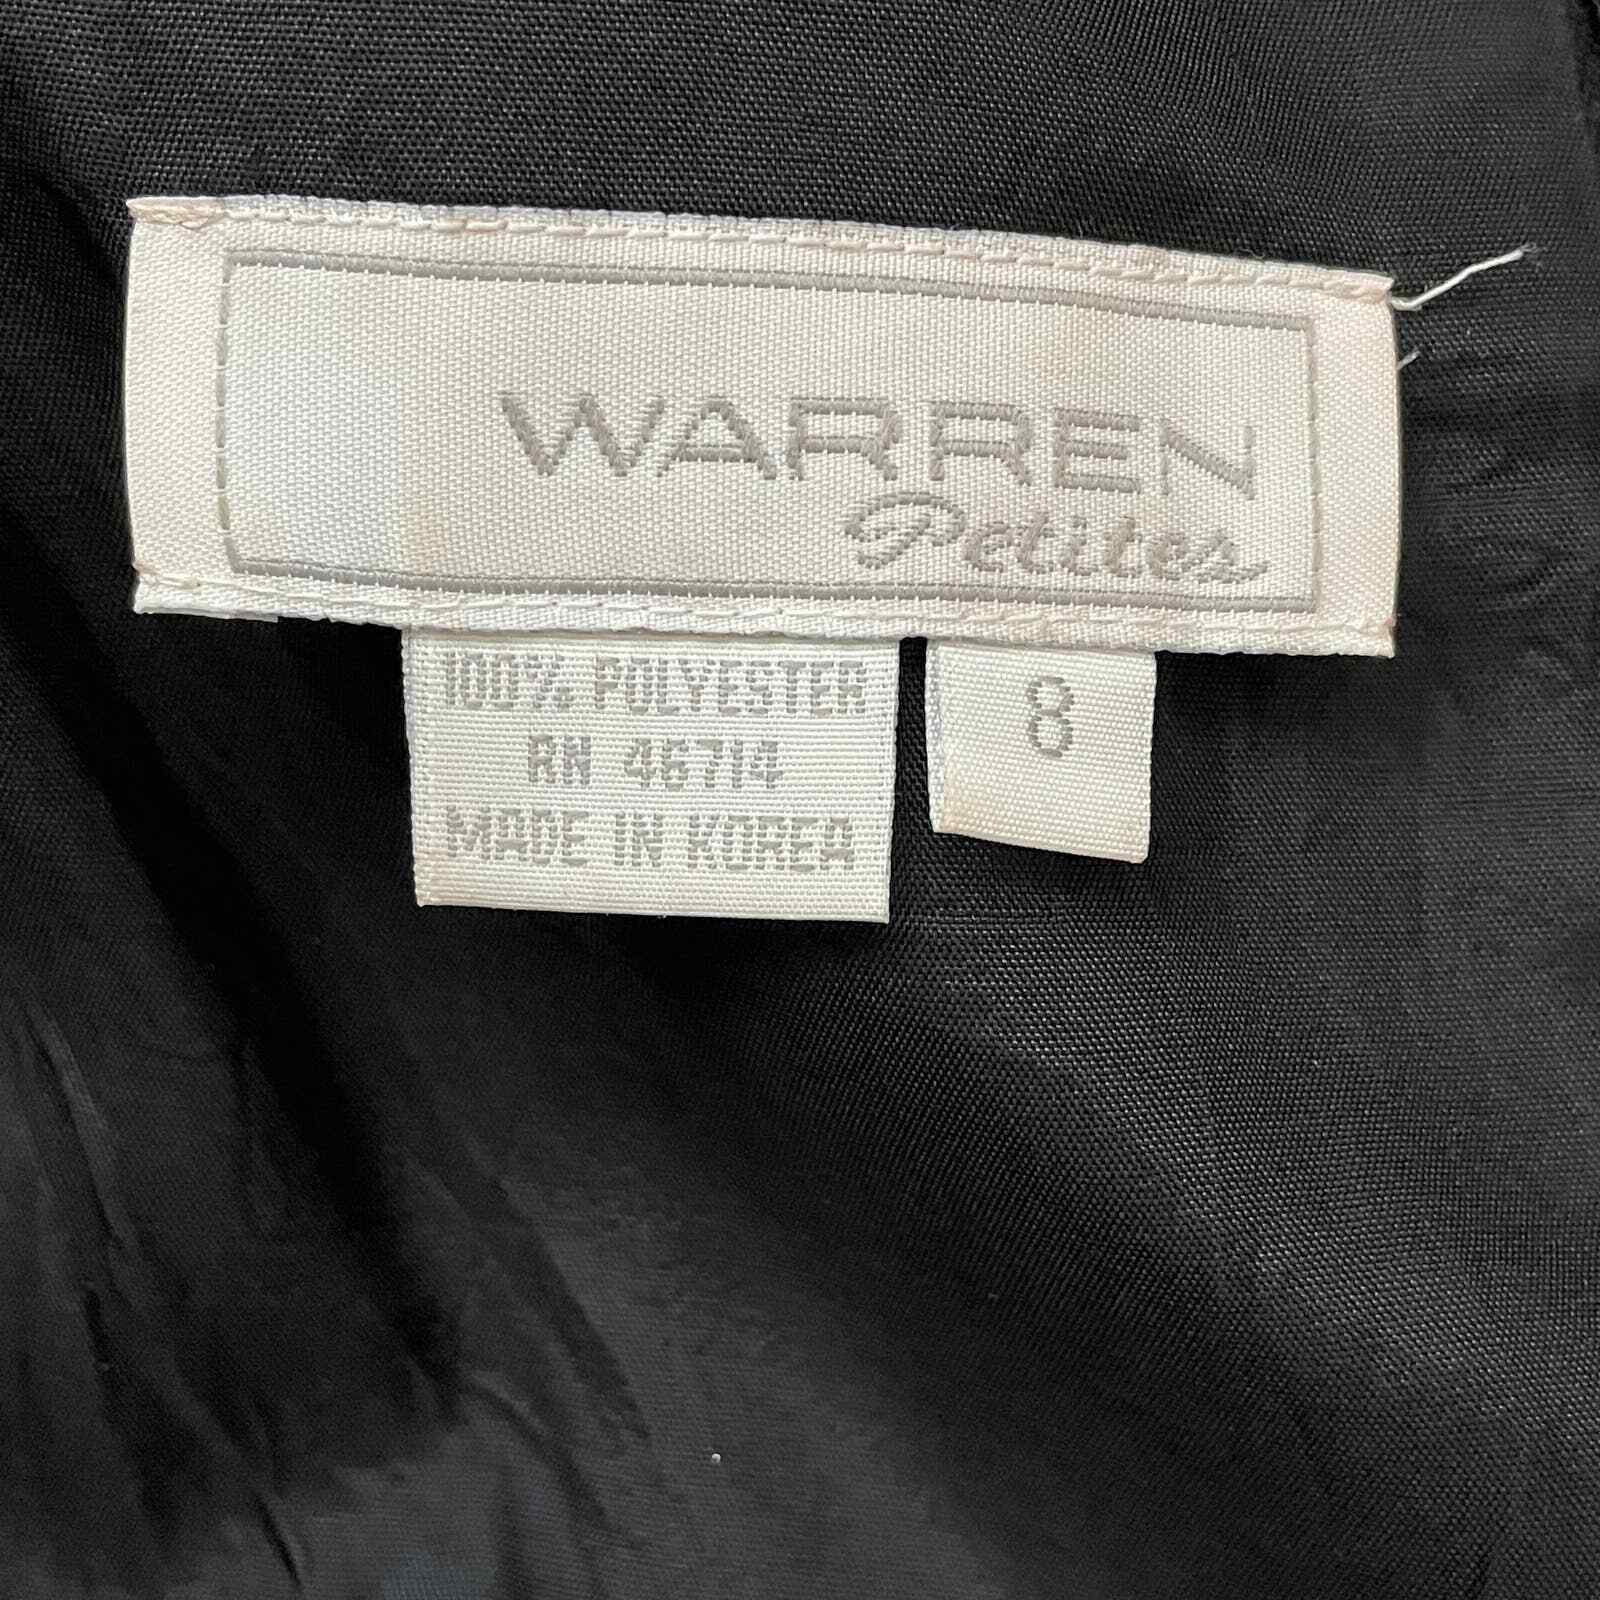 WARREN
Petites
100% POLYESTER
RN 46714
MADE IN KOREA
8